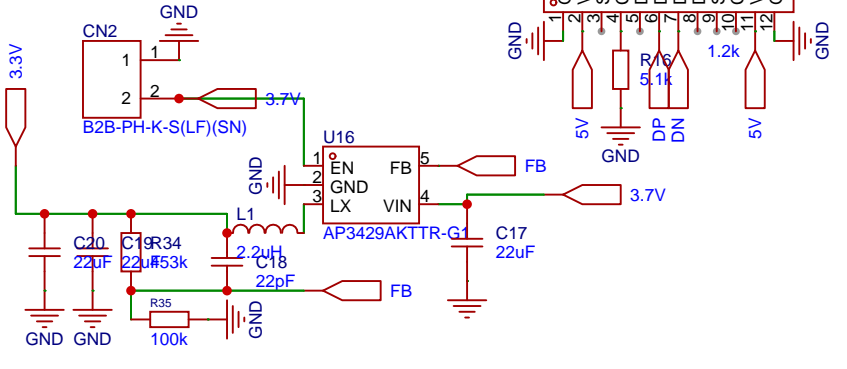 GND
CN2
1
1
2
2
3.7V
B2B-PH-K-S(LF)(SN)
3.3V
GND
1
2
3
4
5
6
7
8
9
10
11
12
GND
R16
5.1k
1.2k
5V
GND
DP
DN
5V
U16
1
EN
2
GND
3
LX
FB
5
VIN
4
AP3429AKTTR-G1
GND
FB
3.7V
C17
22uF
L1
2.2uH
C20
22uF
C19
22uF
R34
453k
C18
22pF
FB
R35
100k
GND
GND
GND